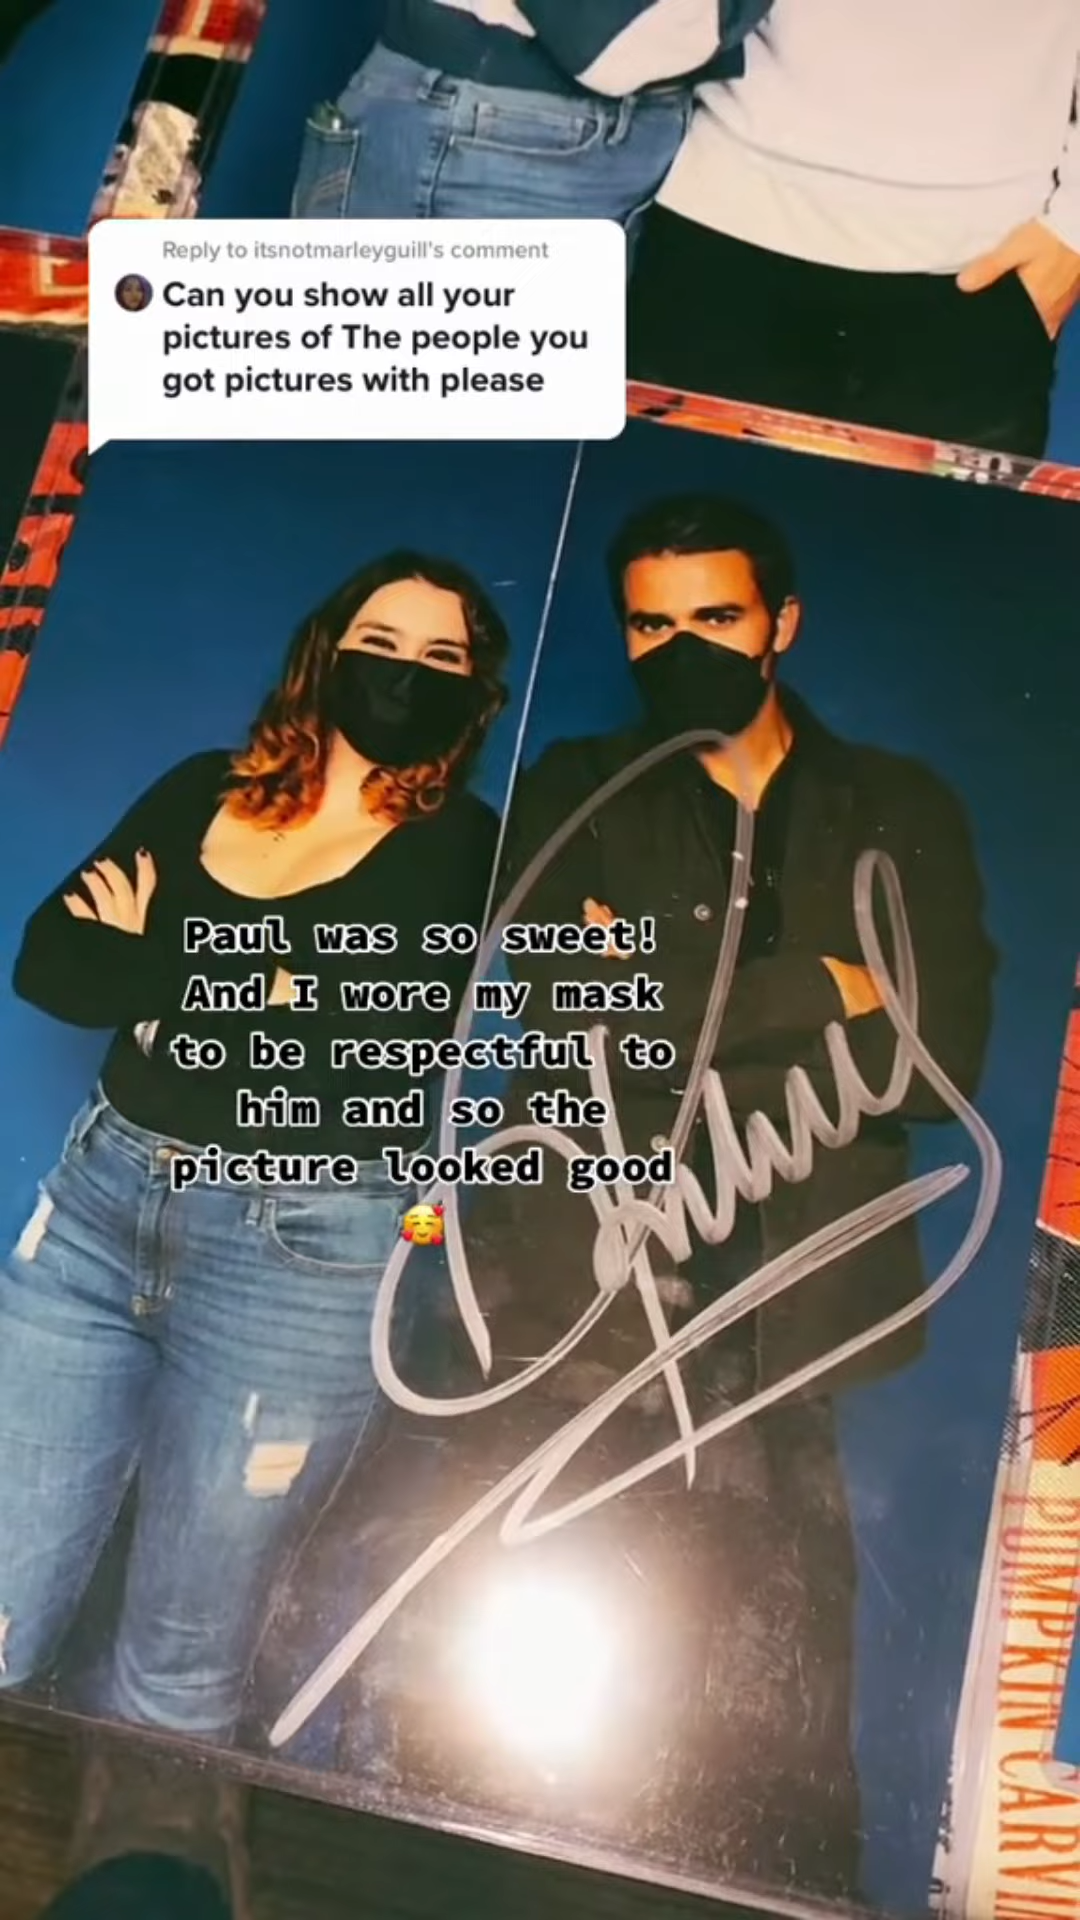 Reply to itsnotmarleyguill's comment
Can you show all your
pictures of The people you
got pictures with please
Paul was so sweet!
And I wore my mask
to be respectful to
him and so the
picture looked good
🥰
PUMPKIN CARVIN